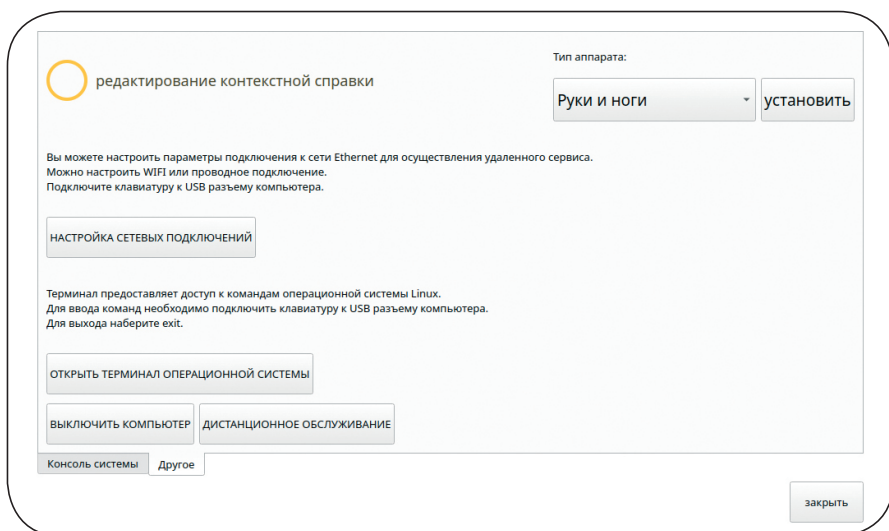 Тип аппарата:
редактирование контекстной справки
Руки и ноги
установить
Вы можете настроить параметры подключения к сети Ethernet для осуществления удаленного сервиса.
Можно настроить WIFI или проводное подключение.
Подключите клавиатуру к USB разъему компьютера.
НАСТРОЙКА СЕТЕВЫХ ПОДКЛЮЧЕНИЙ
Терминал предоставляет доступ к командам операционной системы Linux.
Для ввода команд необходимо подключить клавиатуру к USB разъему компьютера.
Для выхода наберите exit.
ОТКРЫТЬ ТЕРМИНАЛ ОПЕРАЦИОННОЙ СИСТЕМЫ
ВЫКЛЮЧИТЬ КОМПЬЮТЕР
ДИСТАНЦИОННОЕ ОБСЛУЖИВАНИЕ
Консоль системы
Другое
закрыть